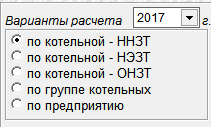 Варианты расчета 2017 г.
по котельной - ННЗТ
по котельной - НЭЗТ
по котельной - ОНЗТ
по группе котельных
по предприятию